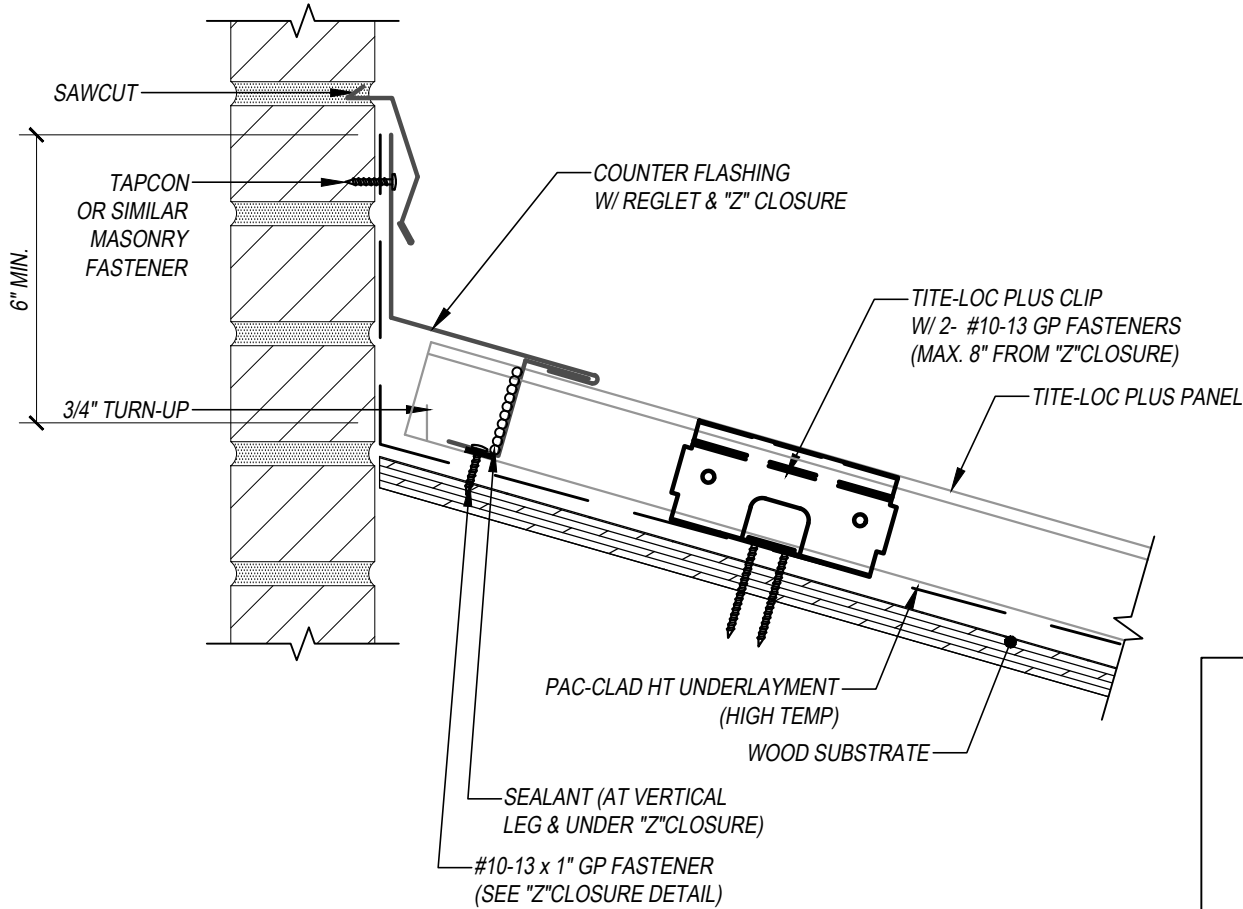 SAWCUT
TAPCON
OR SIMILAR
MASONRY
FASTENER
6" MIN.
3/4" TURN-UP
COUNTER FLASHING
W/ REGLET & "Z" CLOSURE
TITE-LOC PLUS CLIP
W/ 2- #10-13 GP FASTENERS
(MAX. 8" FROM "Z"CLOSURE)
TITE-LOC PLUS PANEL
PAC-CLAD HT UNDERLAYMENT
(HIGH TEMP)
WOOD SUBSTRATE
SEALANT (AT VERTICAL
LEG & UNDER "Z"CLOSURE)
#10-13 x 1" GP FASTENER
(SEE "Z"CLOSURE DETAIL)